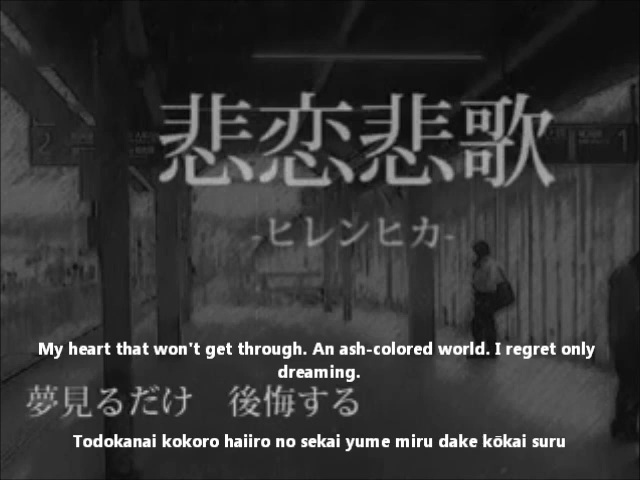 2
1
悲恋悲歌
-ヒレンヒカ-
My heart that won't get through. An ash-colored world. I regret only
dreaming.
夢見るだけ 後悔する
Todokanai kokoro haiiro no sekai yume miru dake kōkai suru